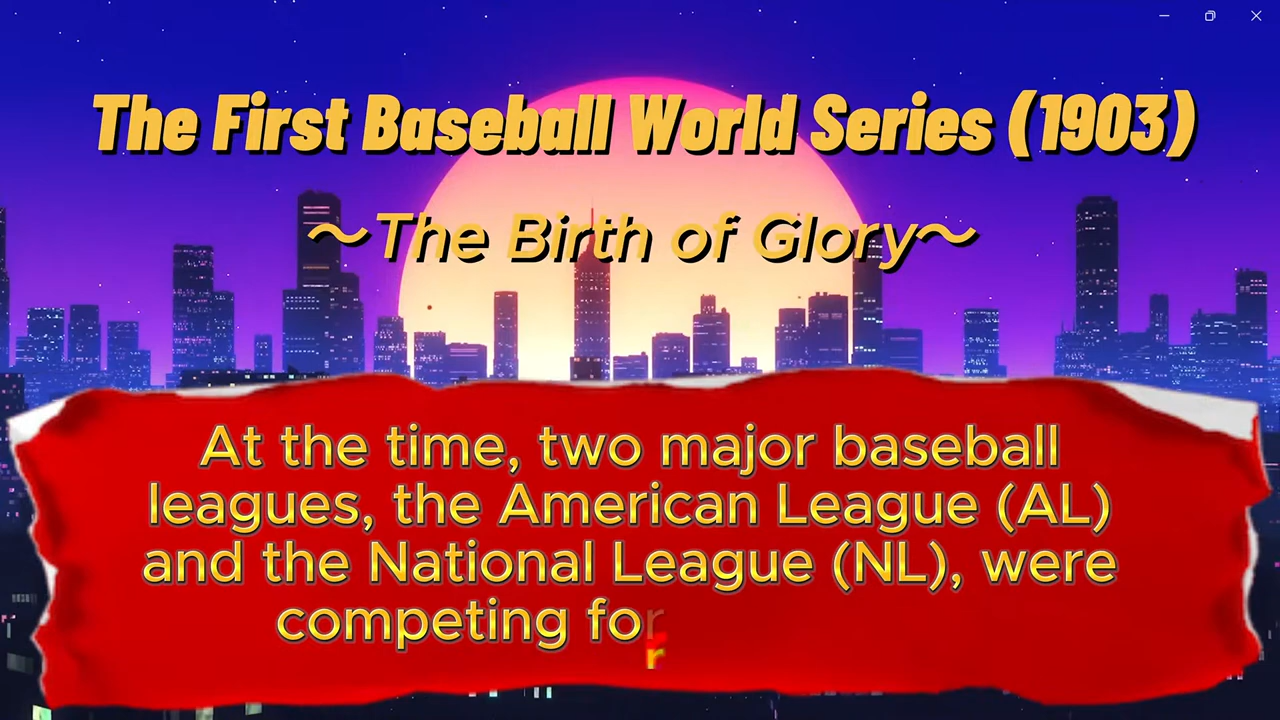 The First Baseball World Series (1903)
～The Birth of Glory～
At the time, two major baseball
leagues, the American League (AL)
and the National League (NL), were
competing for